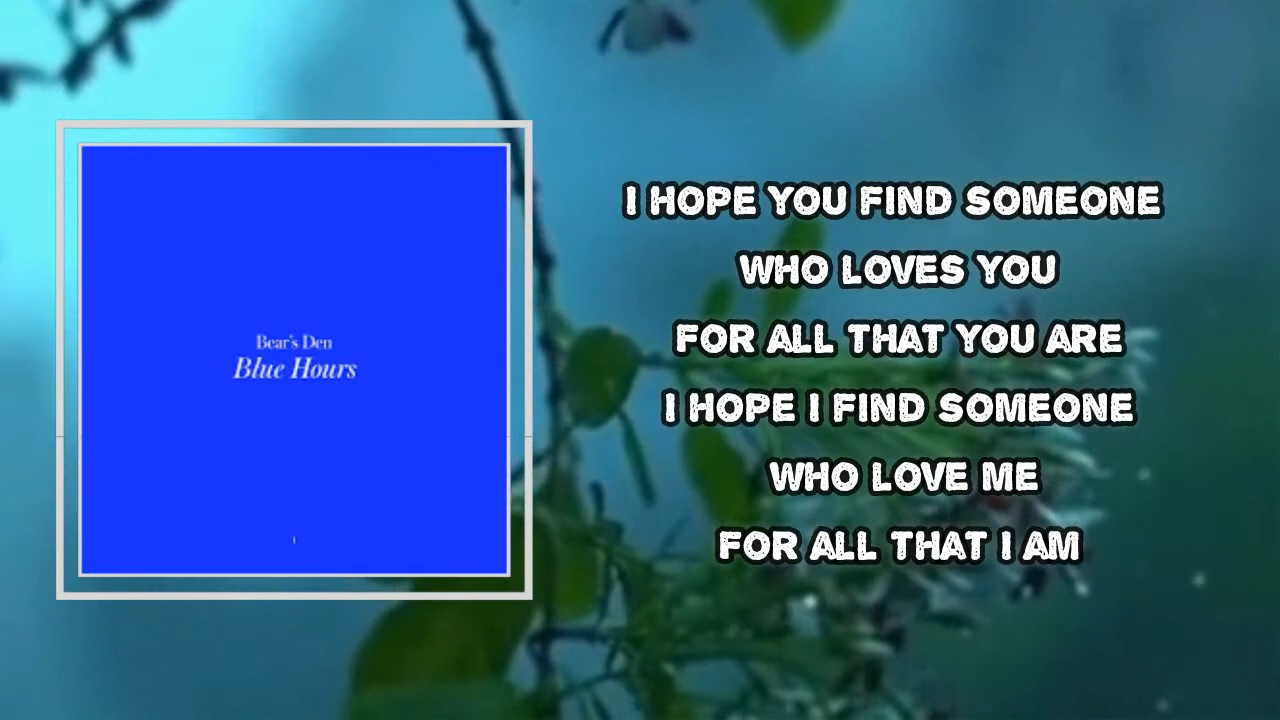 Bear's Den
Blue Hours
I HOPE YOU FIND SOMEONE
WHO LOVES YOU
FOR ALL THAT YOU ARE
I HOPE I FIND SOMEONE
WHO LOVE ME
FOR ALL THAT I AM